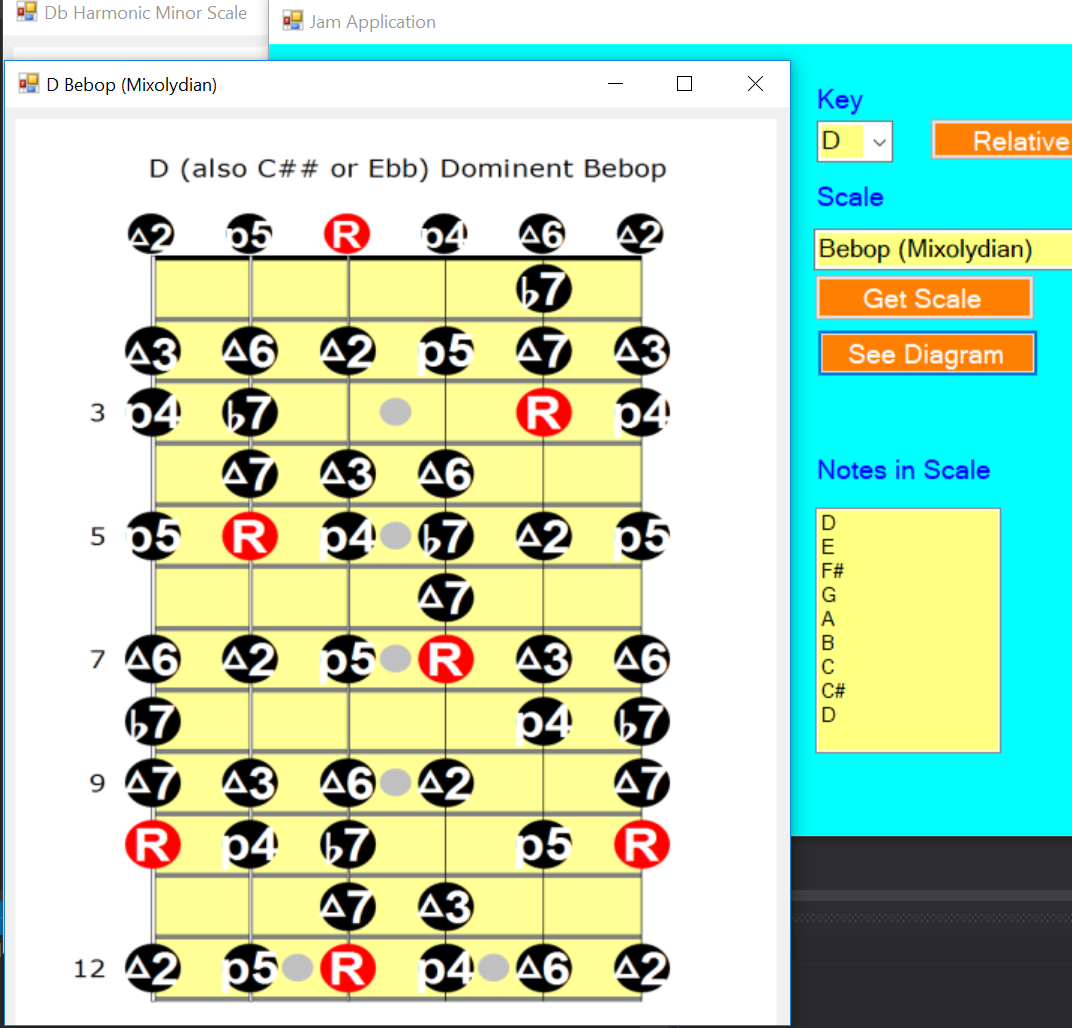 Db Harmonic Minor Scale
Jam Application
D Bebop (Mixolydian)
D (also C## or Ebb) Dominent Bebop
Δ2 p5 R p4 Δ6 Δ2
♭7
Δ3 Δ6 Δ2 p5 Δ7 Δ3
3 p4 ♭7 R p4
Δ7 Δ3 Δ6
5 p5 R p4 ♭7 Δ2 p5
Δ7
7 Δ6 Δ2 p5 R Δ3 Δ6
♭7 p4 ♭7
9 Δ7 Δ3 Δ6 Δ2 Δ7
R p4 ♭7 p5 R
Δ7 Δ3
12 Δ2 p5 R p4 Δ6 Δ2
Key
D
Relative
Scale
Bebop (Mixolydian)
Get Scale
See Diagram
Notes in Scale
D
E
F#
G
A
B
C
C#
D